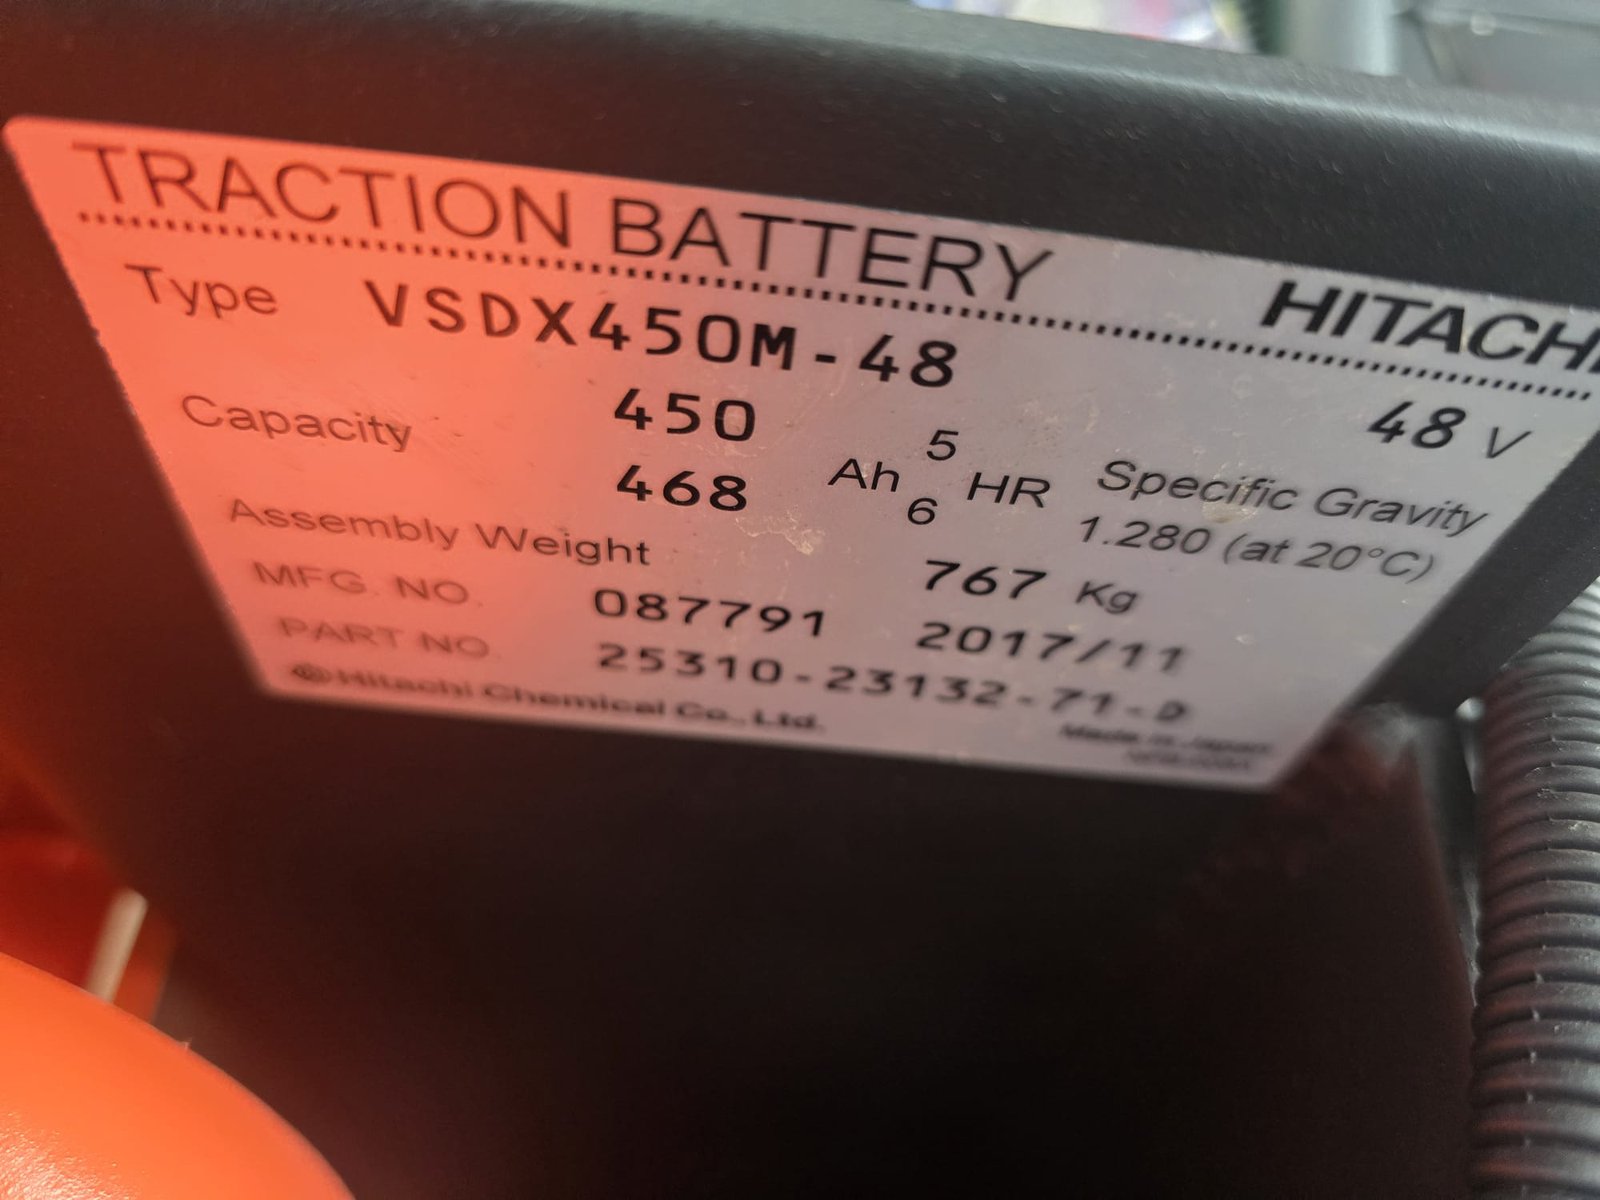 TRACTION BATTERY HITACHI
Type VSDX450M-48 48 V
Capacity 450 Ah 5 HR Specific Gravity
468 6 1.280 (at 20°C)
Assembly Weight 767 Kg
MFG. NO. 087791 2017/11
PART NO. 25310-23132-71-D
Hitachi Chemical Co., Ltd.
Made in Japan